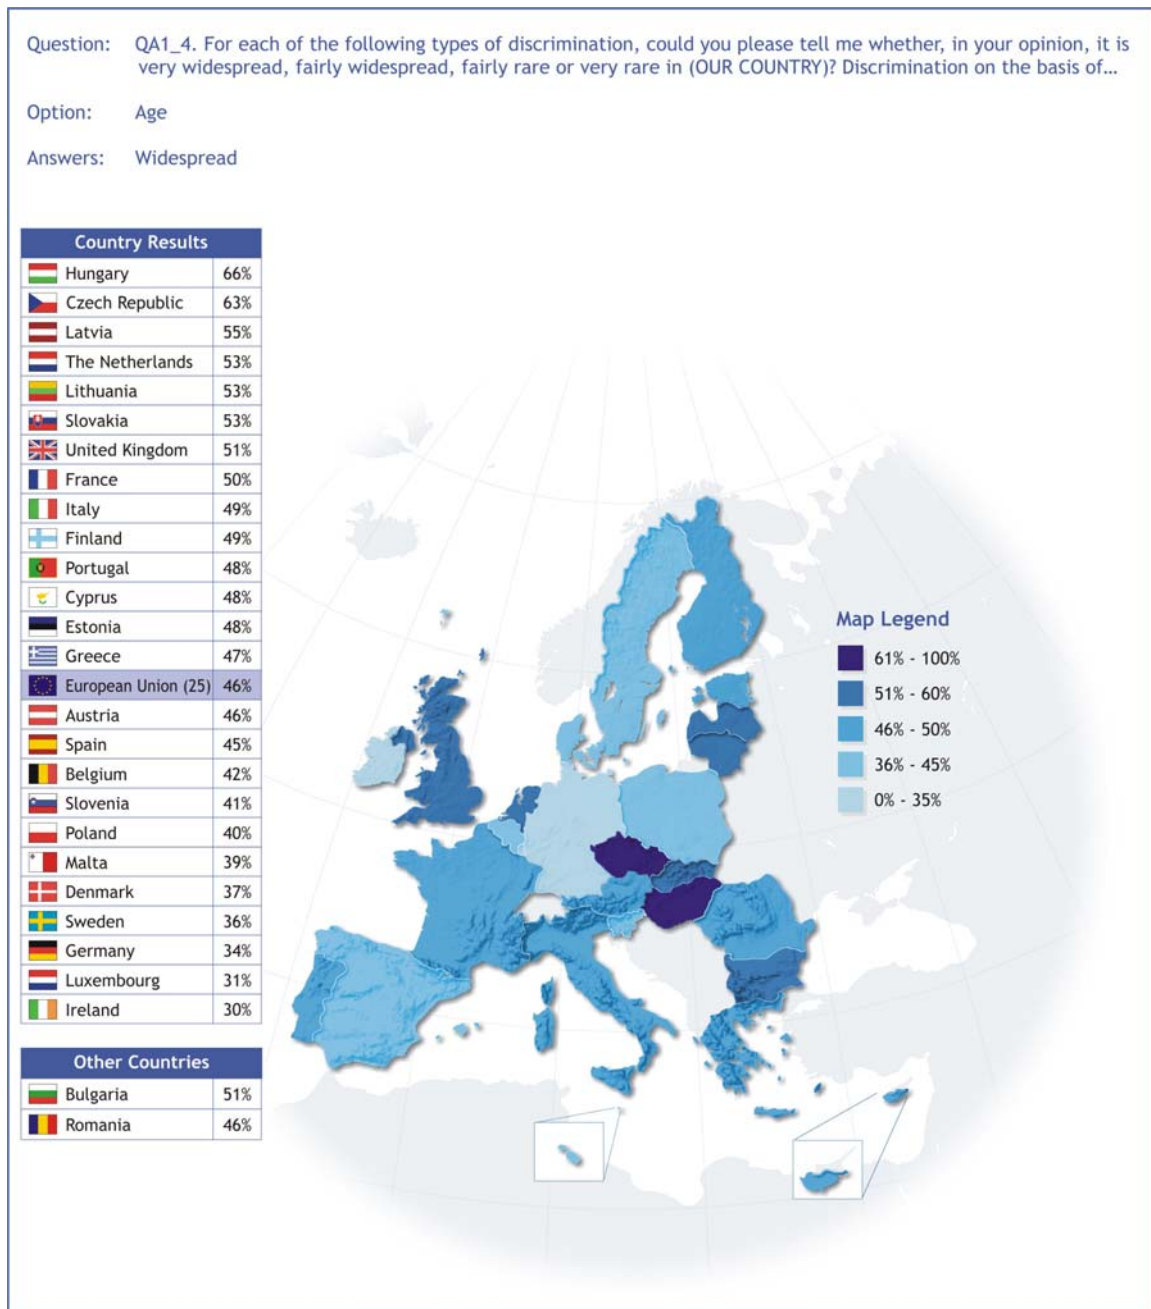 Question: QA1_4. For each of the following types of discrimination, could you please tell me whether, in your opinion, it is
very widespread, fairly widespread, fairly rare or very rare in (OUR COUNTRY)? Discrimination on the basis of...
Option: Age
Answers: Widespread
Country Results
Hungary 66%
Czech Republic 63%
Latvia 55%
The Netherlands 53%
Lithuania 53%
Slovakia 53%
United Kingdom 51%
France 50%
Italy 49%
Finland 49%
Portugal 48%
Cyprus 48%
Estonia 48%
Greece 47%
European Union (25) 46%
Austria 46%
Spain 45%
Belgium 42%
Slovenia 41%
Poland 40%
Malta 39%
Denmark 37%
Sweden 36%
Germany 34%
Luxembourg 31%
Ireland 30%
Other Countries
Bulgaria 51%
Romania 46%
Map Legend
61% - 100%
51% - 60%
46% - 50%
36% - 45%
0% - 35%